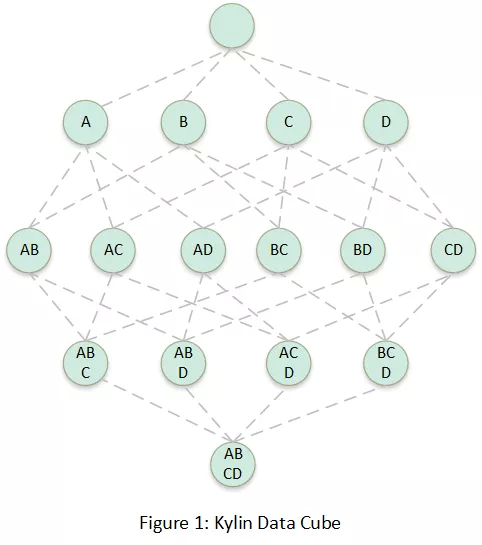 A B C D
AB AC AD BC BD CD
AB AB AC BC
C D D D
AB
CD
Figure 1: Kylin Data Cube